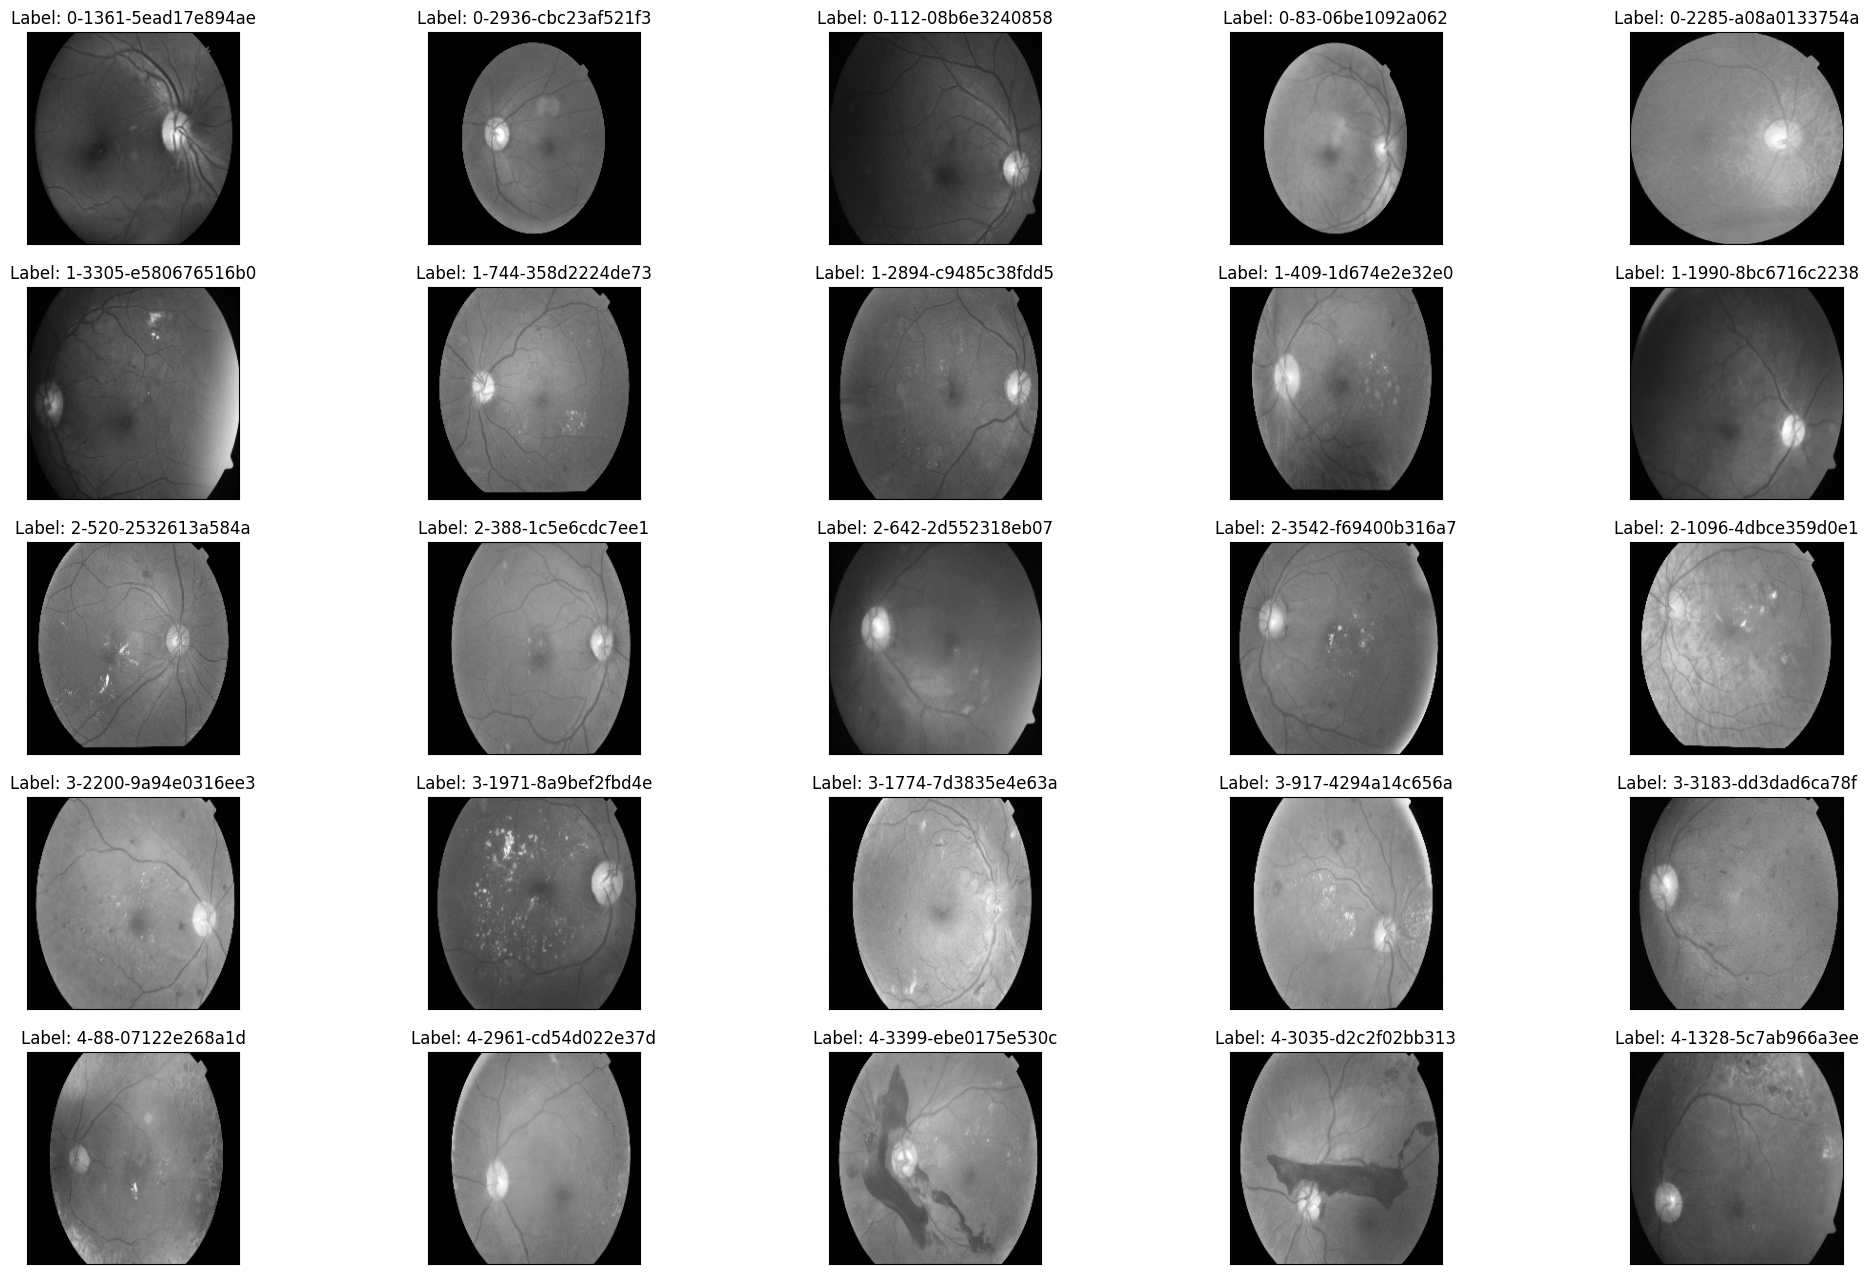 Label: 0-1361-5ead17e894ae
Label: 0-2936-cbc23af521f3
Label: 0-112-08b6e3240858
Label: 0-83-06be1092a062
Label: 0-2285-a08a0133754a
Label: 1-3305-e580676516b0
Label: 1-744-358d2224de73
Label: 1-2894-c9485c38fdd5
Label: 1-409-1d674e2e32e0
Label: 1-1990-8bc6716c2238
Label: 2-520-2532613a584a
Label: 2-388-1c5e6cdc7ee1
Label: 2-642-2d552318eb07
Label: 2-3542-f69400b316a7
Label: 2-1096-4dbce359d0e1
Label: 3-2200-9a94e0316ee3
Label: 3-1971-8a9bef2fbd4e
Label: 3-1774-7d3835e4e63a
Label: 3-917-4294a14c656a
Label: 3-3183-dd3dad6ca78f
Label: 4-88-07122e268a1d
Label: 4-2961-cd54d022e37d
Label: 4-3399-ebe0175e530c
Label: 4-3035-d2c2f02bb313
Label: 4-1328-5c7ab966a3ee